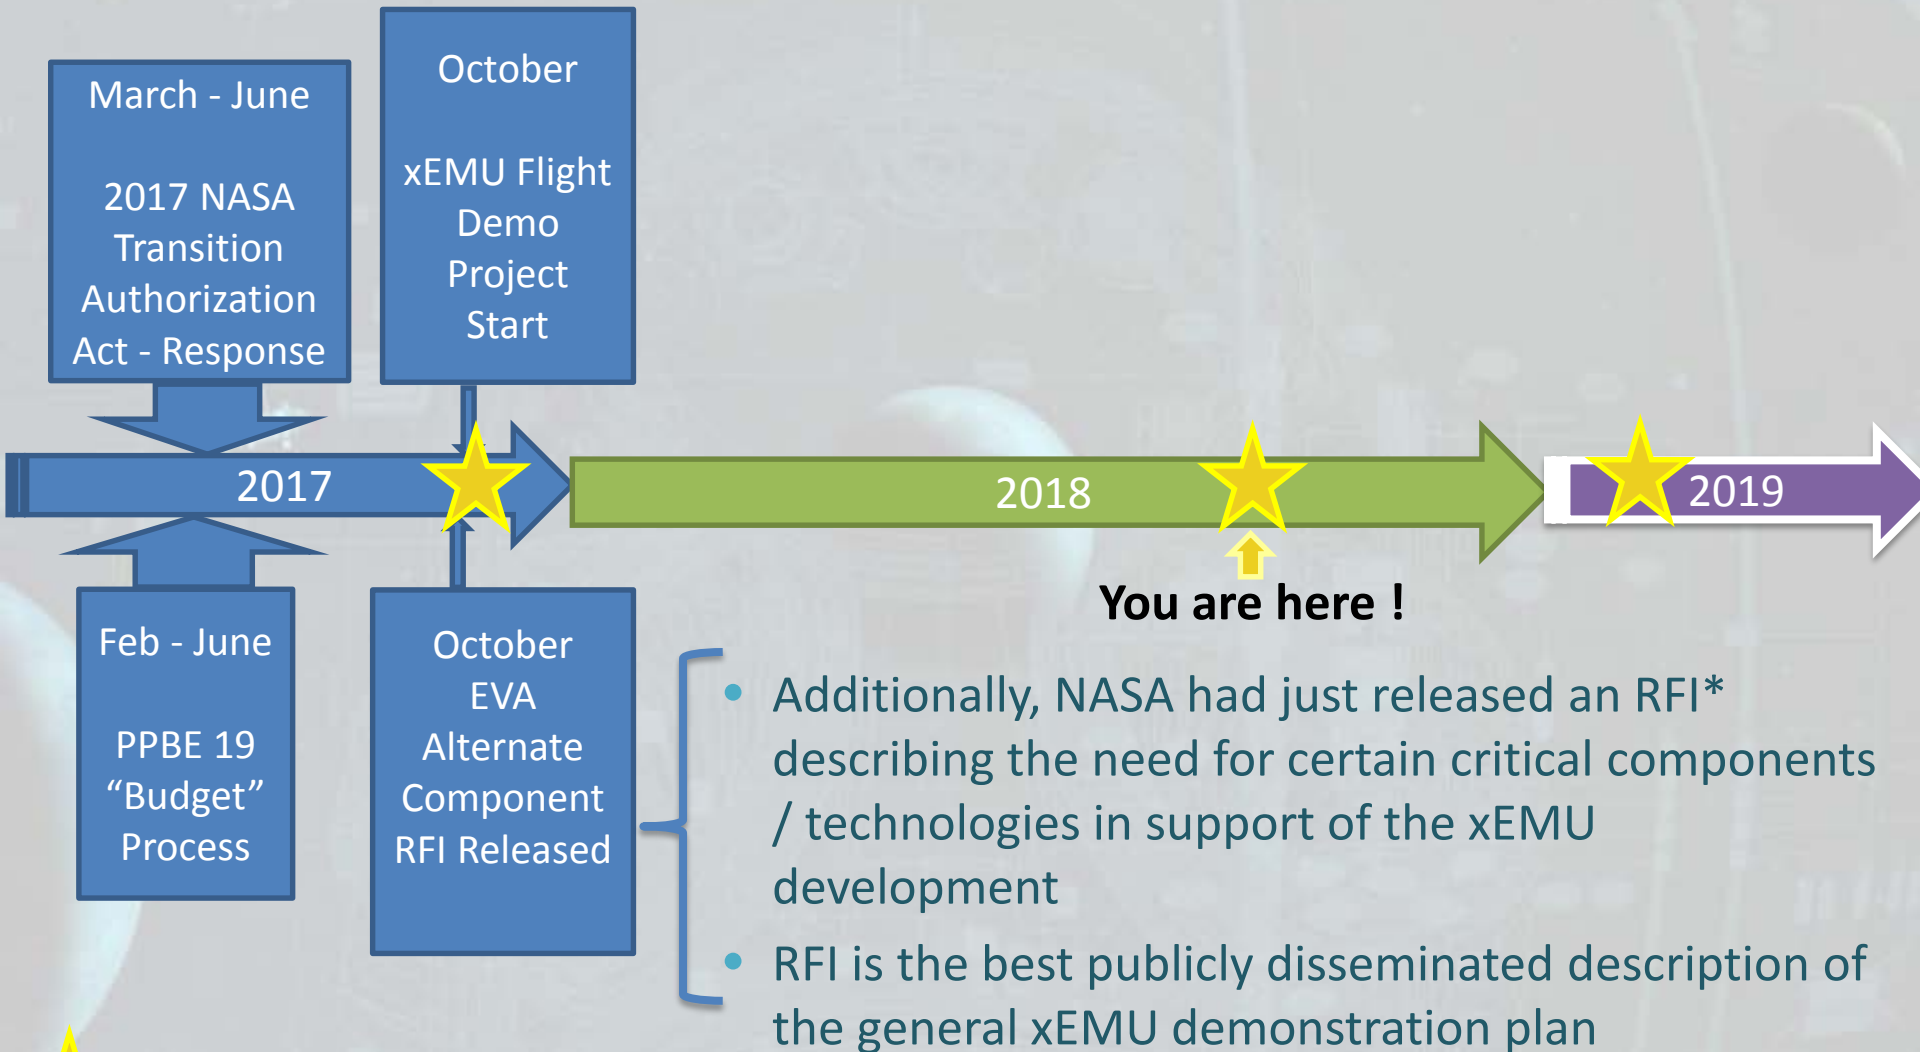 March - June
2017 NASA
Transition
Authorization
Act - Response
October
xEMU Flight
Demo
Project
Start
2017
2018
2019
You are here !
Feb - June
PPBE 19
“Budget”
Process
October
EVA
Alternate
Component
RFI Released
• Additionally, NASA had just released an RFI*
describing the need for certain critical components
/ technologies in support of the xEMU
development
• RFI is the best publicly disseminated description of
the general xEMU demonstration plan